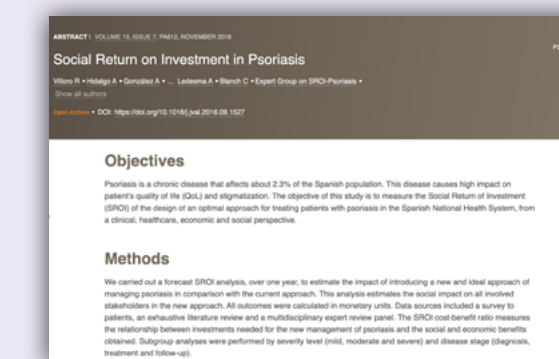 ABSTRACT | VOLUME 19, ISSUE 7, PA612, NOVEMBER 2016
Social Return on Investment in Psoriasis
Villoro R • Hidalgo A • González A • ... Ledesma A • Blanch C • Expert Group on SROI-Psoriasis •
Show all authors
Open Archive • DOI: https://doi.org/10.1016/j.jval.2016.09.1527
Objectives
Psoriasis is a chronic disease that affects about 2.3% of the Spanish population. This disease causes high impact on
patient's quality of life (QoL) and stigmatization. The objective of this study is to measure the Social Return of Investment
(SROI) of the design of an optimal approach for treating patients with psoriasis in the Spanish National Health System, from
a clinical, healthcare, economic and social perspective.
Methods
We carried out a forecast SROI analysis, over one year, to estimate the impact of introducing a new and ideal approach of
managing psoriasis in comparison with the current approach. This analysis estimates the social impact on all involved
stakeholders in the new approach. All outcomes were calculated in monetary units. Data sources included a survey to
patients, an exhaustive literature review and a multidisciplinary expert review panel. The SROI cost-benefit ratio measures
the relationship between investments needed for the new management of psoriasis and the social and economic benefits
obtained. Subgroup analyses were performed by severity level (mild, moderate and severe) and disease stage (diagnosis,
treatment and follow-up).